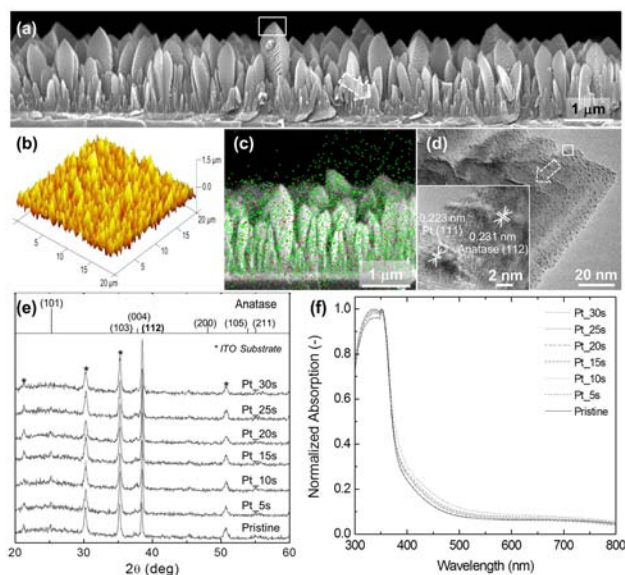 (a)
1 μm
(b)
1.5 μm
0.0
20 μm
15
10
5
5
10
15
20 μm
(c)
1 μm
(d)
0.223 nm
Pt (111)
0.231 nm
Anatase (112)
2 nm
20 nm
(e)
(101)
Anatase
(004)
(103)
(112)
(200)
(105)
(211)
* ITO Substrate
Pt_30s
Pt_25s
Pt_20s
Pt_15s
Pt_10s
Pt_5s
Pristine
Intensity (a.u.)
20 30 40 50 60
2θ (deg)
(f)
Pt_30s
Pt_25s
Pt_20s
Pt_15s
Pt_10s
Pt_5s
Pristine
Normalized Absorption (-)
1.0
0.8
0.6
0.4
0.2
0.0
300 400 500 600 700 800
Wavelength (nm)